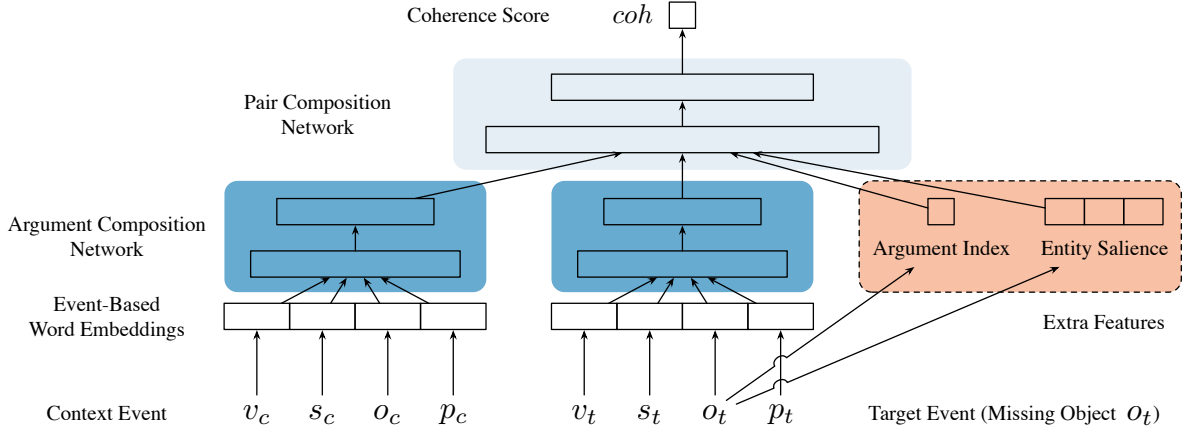 Coherence Score coh
Pair Composition
Network
Argument Composition
Network
Argument Index Entity Salience
Event-Based
Word Embeddings
Extra Features
Context Event v_c s_c o_c p_c v_t s_t o_t p_t Target Event (Missing Object o_t)